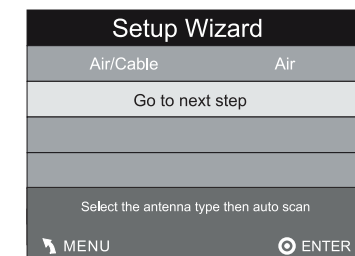 Setup Wizard
Air/Cable Air
Go to next step
Select the antenna type then auto scan
MENU ENTER